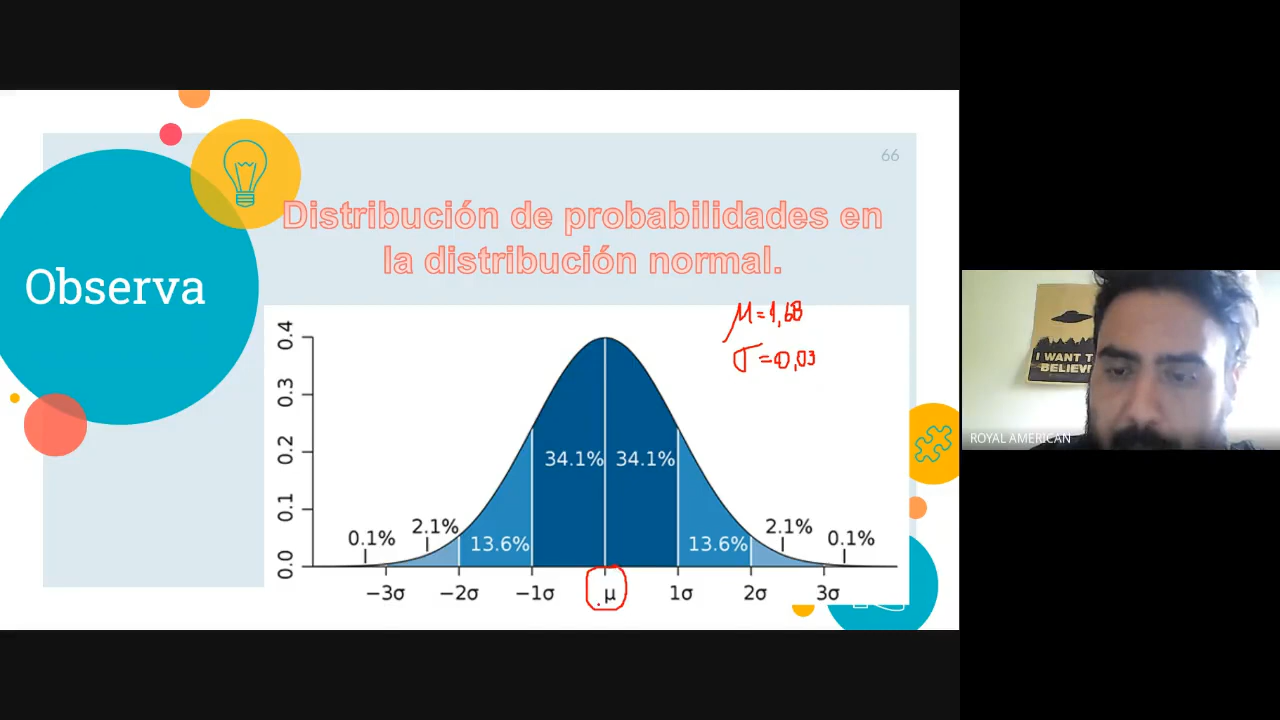 66
Distribución de probabilidades en
la distribución normal.
Observa
μ=1,68
σ=0,03
0.4
0.3
0.2
0.1
0.0
34.1% 34.1%
0.1% 2.1% 13.6% 13.6% 2.1% 0.1%
−3σ −2σ −1σ μ 1σ 2σ 3σ
I WANT T
BELIEVE
ROYAL AMERICAN